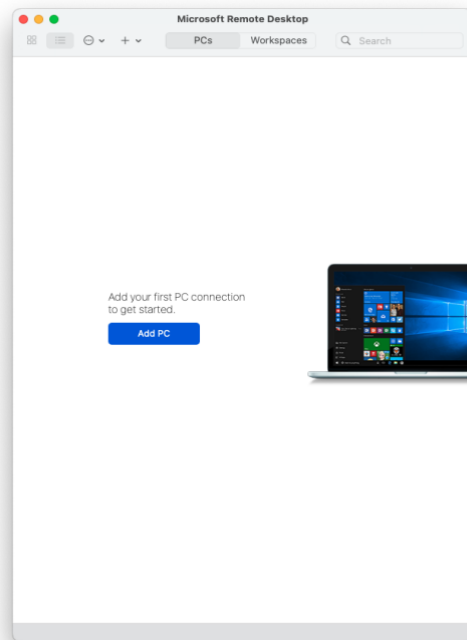 Microsoft Remote Desktop
PCs
Workspaces
Search
Add your first PC connection
to get started.
Add PC